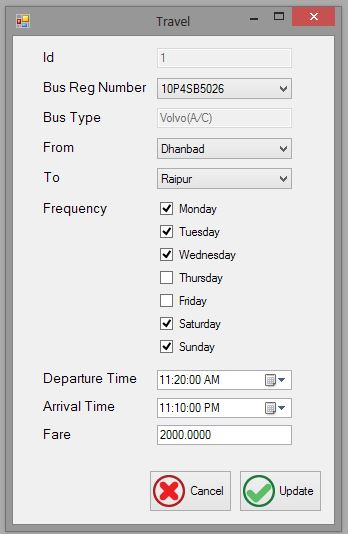 Travel
Id 1
Bus Reg Number 10P4SB5026
Bus Type Volvo(A/C)
From Dhanbad
To Raipur
Frequency Monday
Tuesday
Wednesday
Thursday
Friday
Saturday
Sunday
Departure Time 11:20:00 AM
Arrival Time 11:10:00 PM
Fare 2000.0000
Cancel Update